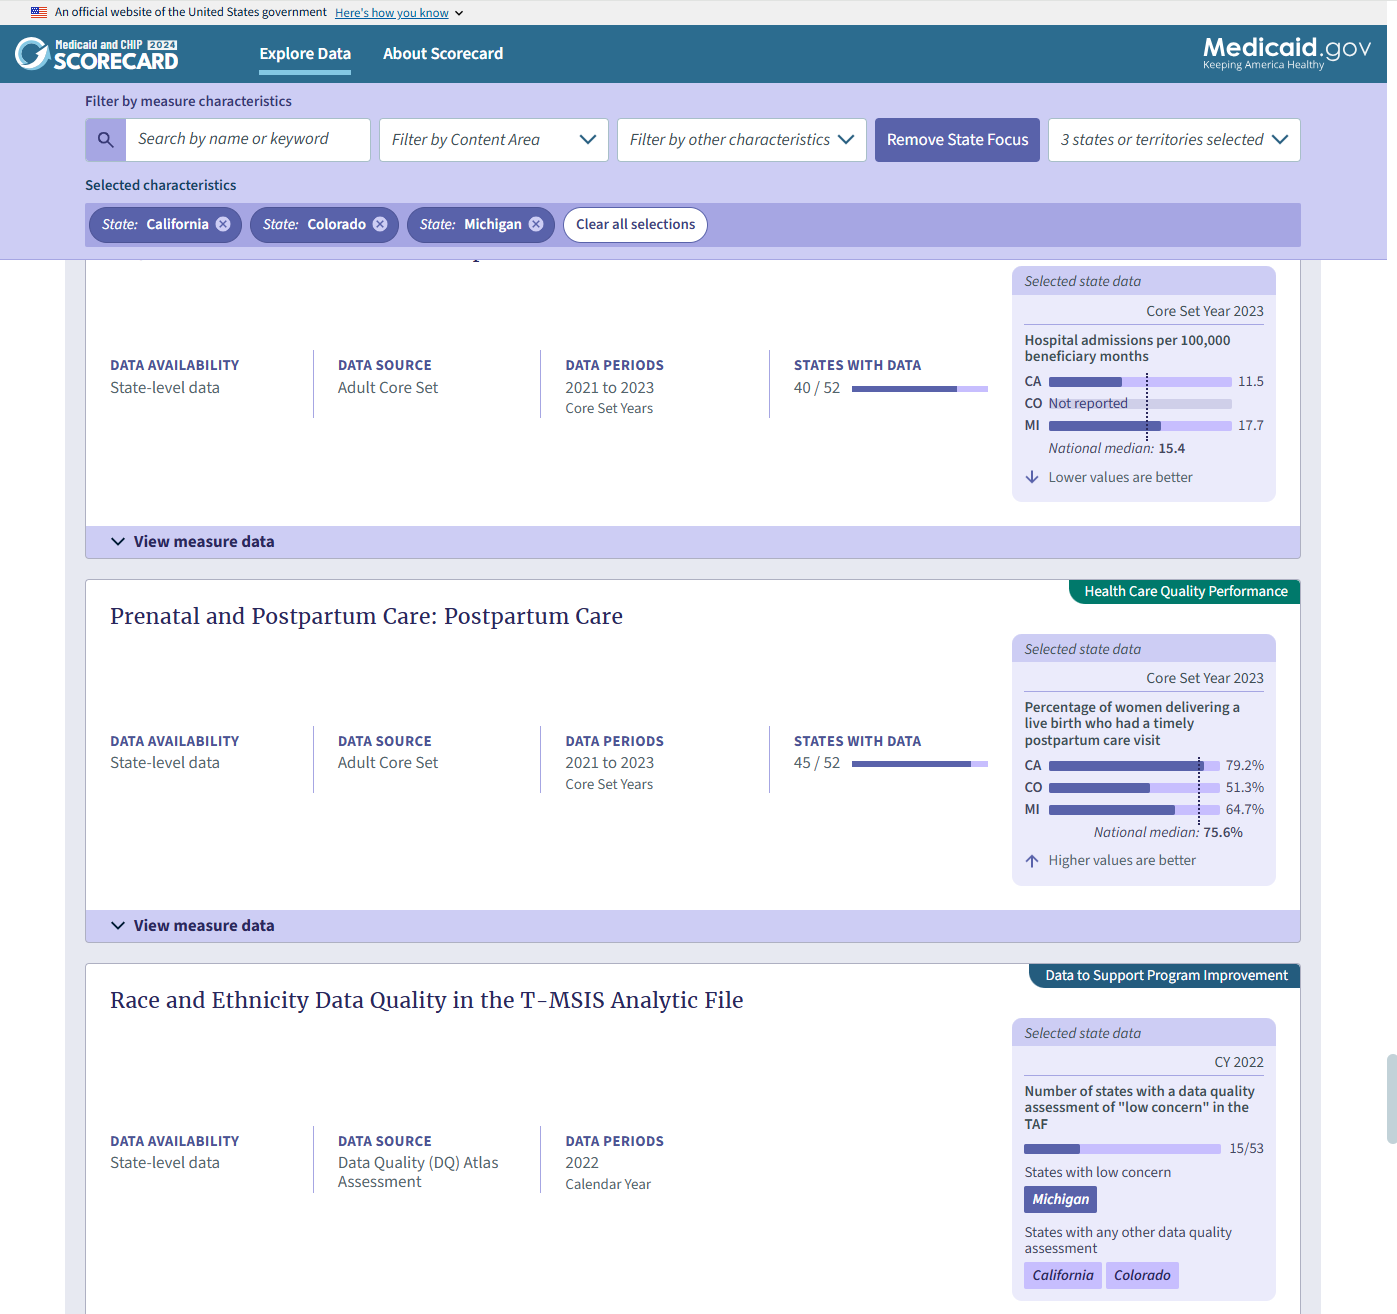 An official website of the United States government Here's how you know
Medicaid and CHIP 2024
SCORECARD
Explore Data
About Scorecard
Medicaid.gov
Keeping America Healthy
Filter by measure characteristics
Search by name or keyword
Filter by Content Area
Filter by other characteristics
Remove State Focus
3 states or territories selected
Selected characteristics
State: California
State: Colorado
State: Michigan
Clear all selections
DATA AVAILABILITY
State-level data
DATA SOURCE
Adult Core Set
DATA PERIODS
2021 to 2023
Core Set Years
STATES WITH DATA
40 / 52
Selected state data
Core Set Year 2023
Hospital admissions per 100,000
beneficiary months
CA 11.5
CO Not reported
MI 17.7
National median: 15.4
Lower values are better
View measure data
Health Care Quality Performance
Prenatal and Postpartum Care: Postpartum Care
DATA AVAILABILITY
State-level data
DATA SOURCE
Adult Core Set
DATA PERIODS
2021 to 2023
Core Set Years
STATES WITH DATA
45 / 52
Selected state data
Core Set Year 2023
Percentage of women delivering a
live birth who had a timely
postpartum care visit
CA 79.2%
CO 51.3%
MI 64.7%
National median: 75.6%
Higher values are better
View measure data
Data to Support Program Improvement
Race and Ethnicity Data Quality in the T-MSIS Analytic File
DATA AVAILABILITY
State-level data
DATA SOURCE
Data Quality (DQ) Atlas
Assessment
DATA PERIODS
2022
Calendar Year
Selected state data
CY 2022
Number of states with a data quality
assessment of "low concern" in the
TAF
15/53
States with low concern
Michigan
States with any other data quality
assessment
California
Colorado